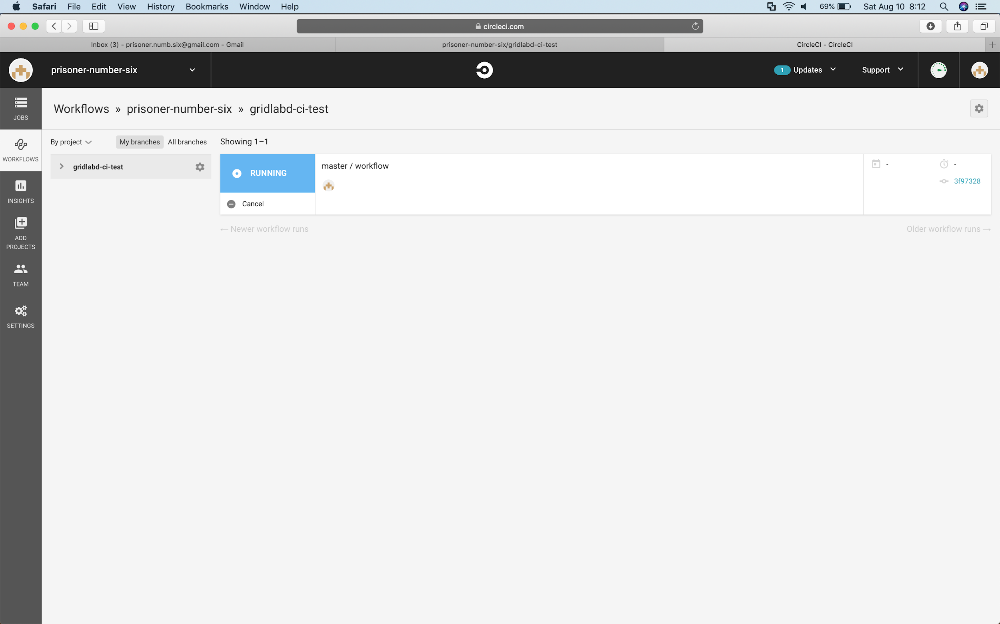 Safari File Edit View History Bookmarks Window Help 69% Sat Aug 10 8:12
circleci.com
Inbox (3) - prisoner.numb.six@gmail.com - Gmail prisoner-number-six/gridlabd-ci-test CircleCI - CircleCI
prisoner-number-six 1 Updates Support
Workflows » prisoner-number-six » gridlabd-ci-test
JOBS
WORKFLOWS
INSIGHTS
ADD
PROJECTS
TEAM
SETTINGS
By project My branches All branches
gridlabd-ci-test
Showing 1–1
RUNNING
Cancel
master / workflow
- -
3f97328
← Newer workflow runs Older workflow runs →